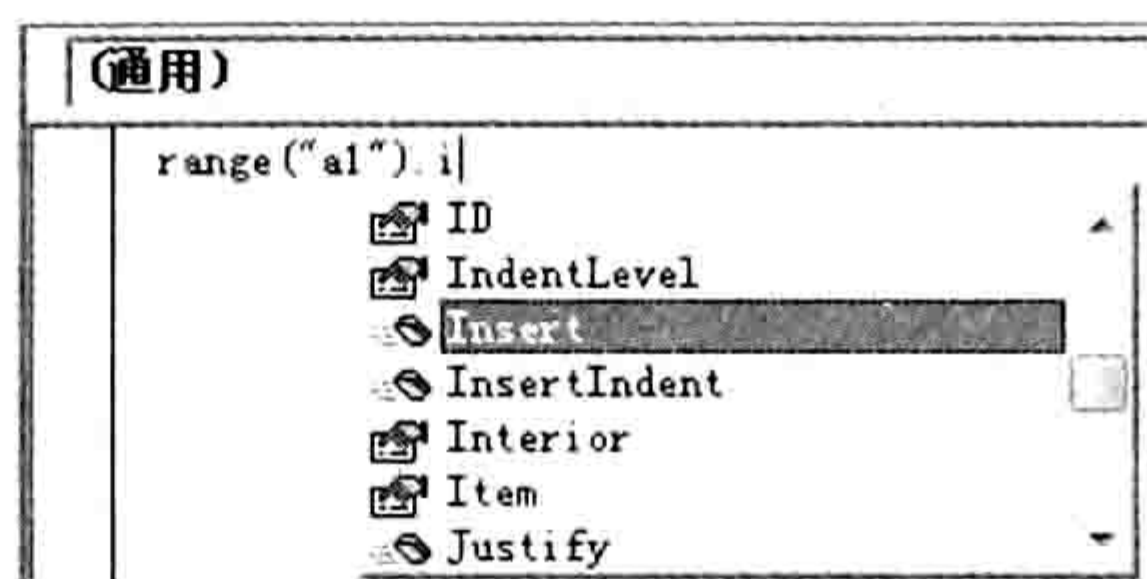 (通用)
range("a1").i
ID
IndentLevel
Insert
InsertIndent
Interior
Item
Justify